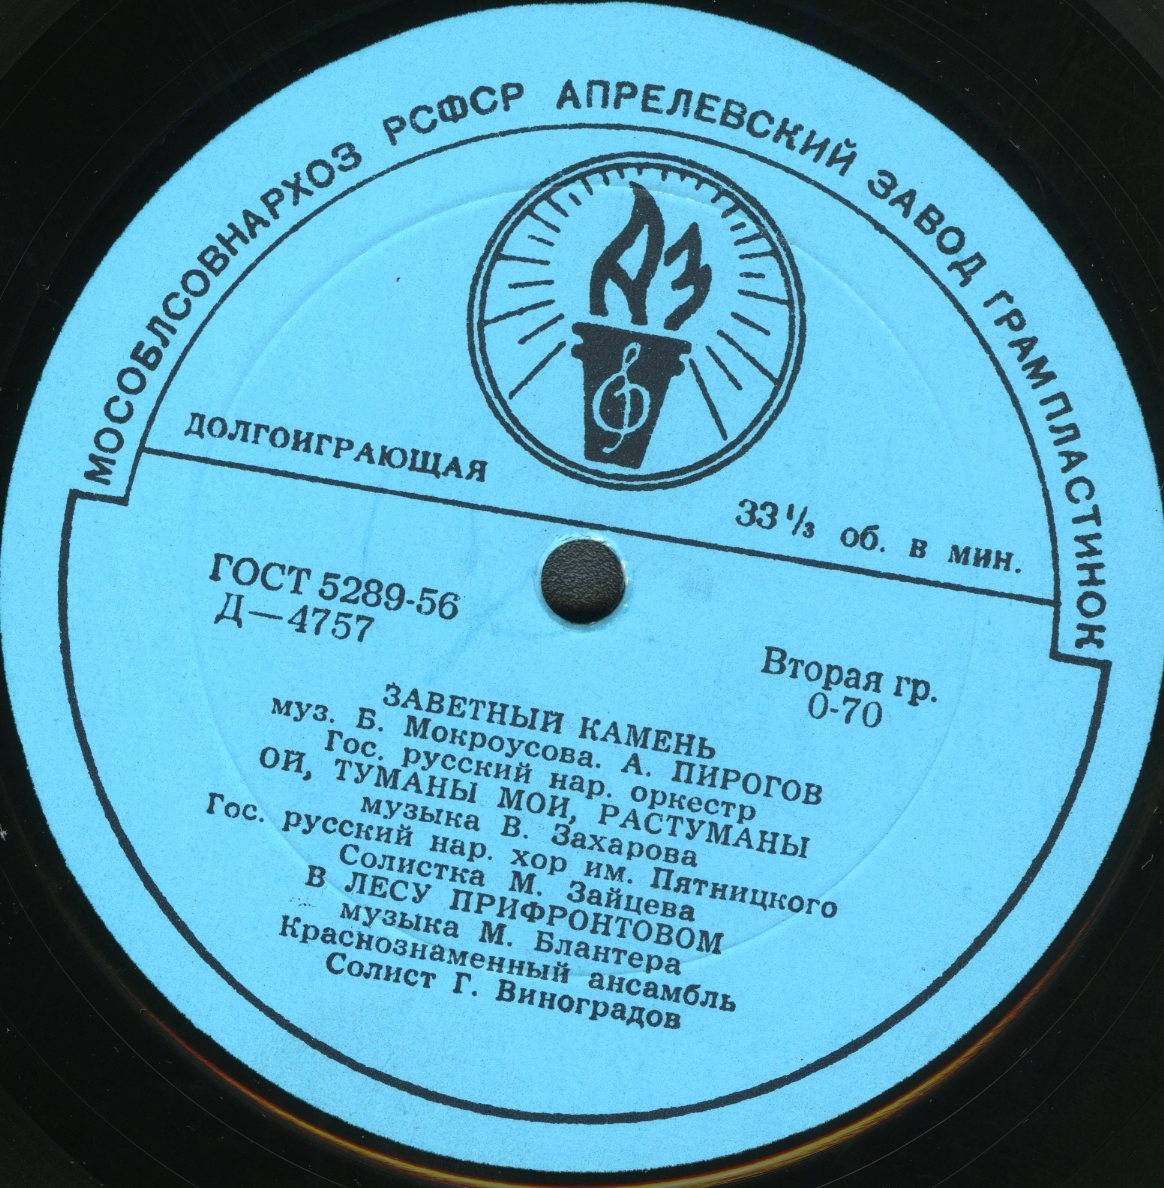 МОСОБЛСОВНАРХОЗ РСФСР АПРЕЛЕВСКИЙ ЗАВОД ГРАМПЛАСТИНОК
АЗ
ДОЛГОИГРАЮЩАЯ
33 1/3 об. в мин.
ГОСТ 5289-56
Д—4757
Вторая гр.
0-70
ЗАВЕТНЫЙ КАМЕНЬ
муз. Б. Мокроусова. А. ПИРОГОВ
Гос. русский нар. оркестр
ОЙ, ТУМАНЫ МОИ, РАСТУМАНЫ
музыка В. Захарова
Гос. русский нар. хор им. Пятницкого
Солистка М. Зайцева
В ЛЕСУ ПРИФРОНТОВОМ
музыка М. Блантера
Краснознаменный ансамбль
Солист Г. Виноградов